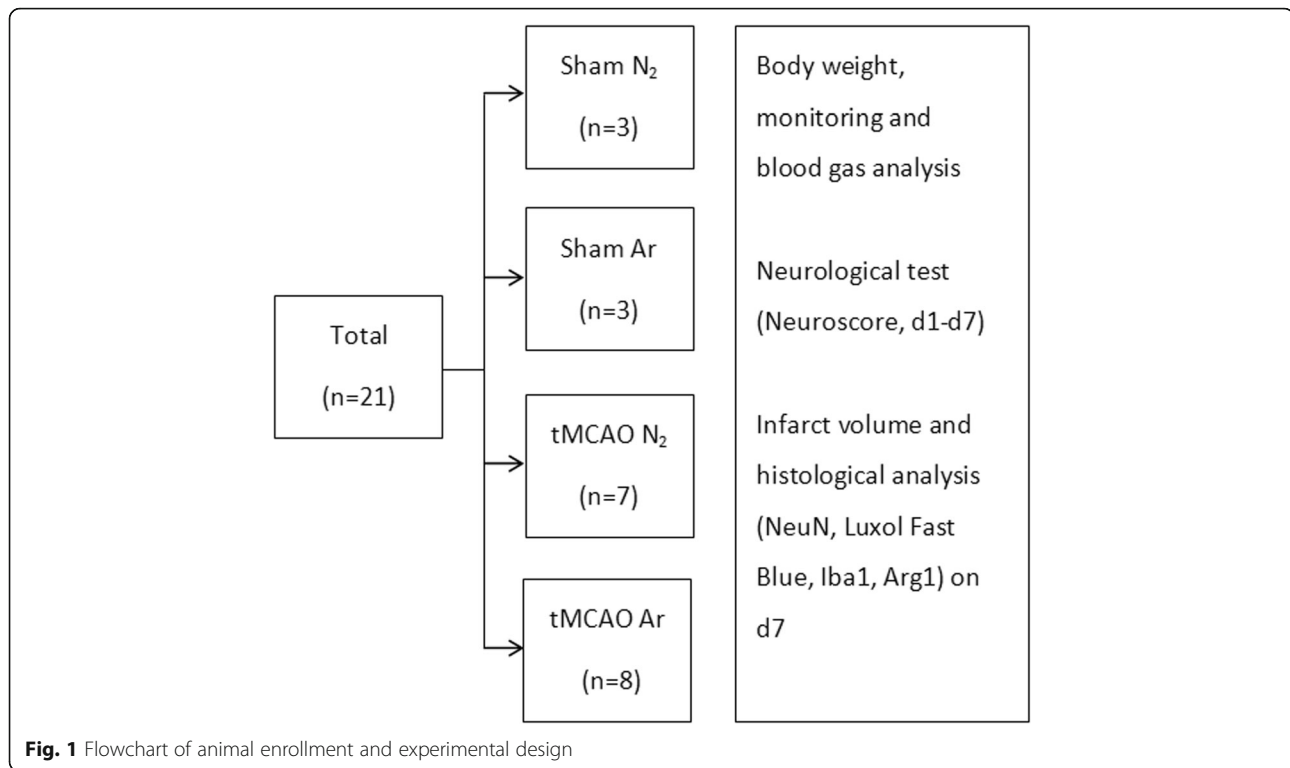 Total
(n=21)
Sham N₂
(n=3)
Sham Ar
(n=3)
tMCAO N₂
(n=7)
tMCAO Ar
(n=8)
Body weight,
monitoring and
blood gas analysis
Neurological test
(Neuroscore, d1-d7)
Infarct volume and
histological analysis
(NeuN, Luxol Fast
Blue, Iba1, Arg1) on
d7
Fig. 1 Flowchart of animal enrollment and experimental design